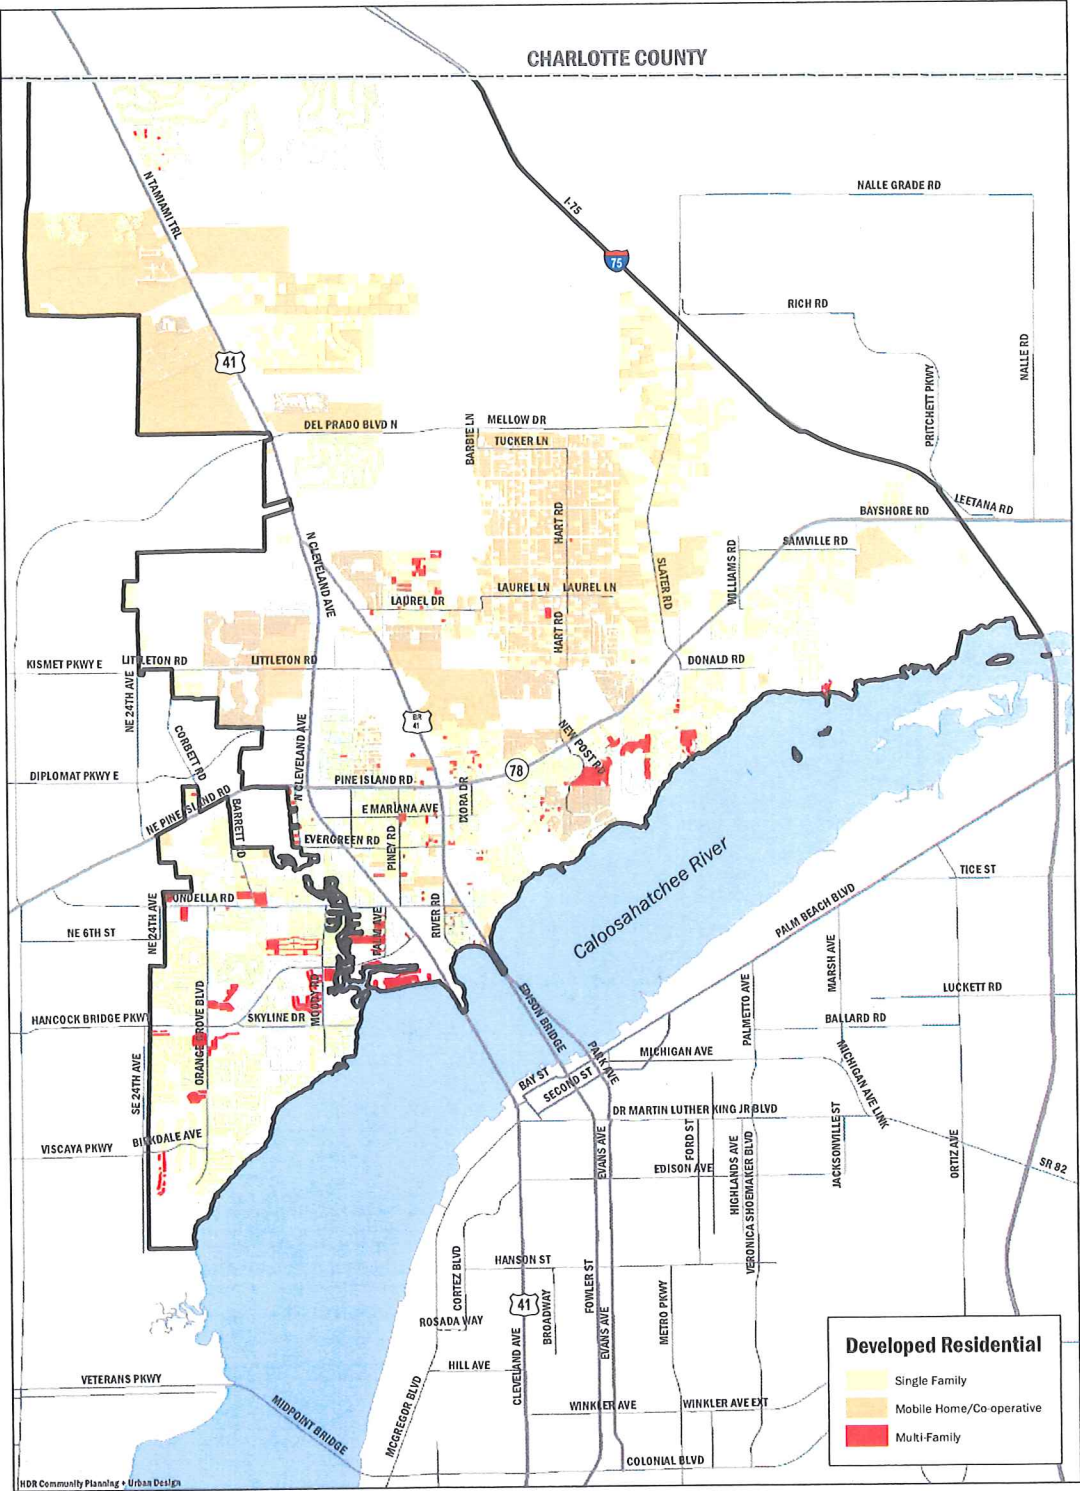 CHARLOTTE COUNTY
NALLE GRADE RD
N TAMIAMI TRL
I-75
75
RICH RD
NALLE RD
41
PRITCHETT PKWY
DEL PRADO BLVD N
BARBIE LN
MELLOW DR
TUCKER LN
LEETANA RD
BAYSHORE RD
HART RD
SAMVILLE RD
N CLEVELAND AVE
WILLIAMS RD
SLATER RD
LAUREL LN
LAUREL LN
LAUREL DR
HART RD
KISMET PKWY E
LITTLETON RD
LITTLETON RD
DONALD RD
NE 24TH AVE
BR
41
CORBETT RD
N CLEVELAND AVE
NEW POST RD
DIPLOMAT PKWY E
PINE ISLAND RD
78
NE PINE ISLAND RD
BARRETT RD
E MARIANA AVE
IXORA DR
EVERGREEN RD
PINEY RD
Caloosahatchee River
TICE ST
PONDELLA RD
PALM BEACH BLVD
NE 24TH AVE
NE 6TH ST
PALM AVE
RIVER RD
MARSH AVE
LUCKETT RD
PALMETTO AVE
ORANGE GROVE BLVD
MOODY RD
EDISON BRIDGE
HANCOCK BRIDGE PKWY
SKYLINE DR
BALLARD RD
SE 24TH AVE
PARK AVE
MICHIGAN AVE
MICHIGAN AVE LINK
BAY ST
SECOND ST
DR MARTIN LUTHER KING JR BLVD
VISCAYA PKWY
BIRKDALE AVE
EVANS AVE
FORD ST
HIGHLANDS AVE
VERONICA SHOEMAKER BLVD
JACKSONVILLE ST
ORTIZ AVE
SR 82
EDISON AVE
CORTEZ BLVD
HANSON ST
FOWLER ST
41
BROADWAY
EVANS AVE
METRO PKWY
ROSADA WAY
CLEVELAND AVE
HILL AVE
VETERANS PKWY
MIDPOINT BRIDGE
MCGREGOR BLVD
WINKLER AVE
WINKLER AVE EXT
COLONIAL BLVD
Developed Residential
Single Family
Mobile Home/Co-operative
Multi-Family
HDR Community Planning + Urban Design